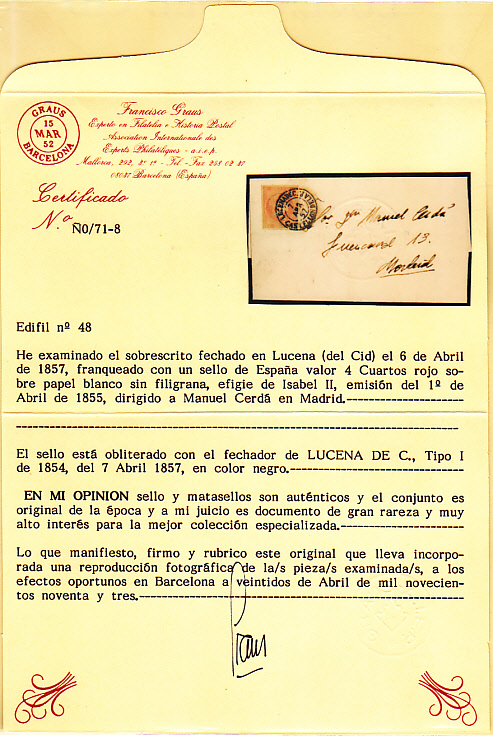 GRAUS
15
MAR
52
BARCELONA
Francisco Graus
Experto en Filatelia e Historia Postal
Association Internationale des
Experts Philatéliques - a.i.e.p.
Mallorca, 292, 3º 1ª - Tel - Fax 258 02 37
08037 Barcelona (España)
Certificado
N.º Ñ0/71-8
Manuel Cerdá
13.
Madrid
Edifil nº 48
He examinado el sobrescrito fechado en Lucena (del Cid) el 6 de Abril
de 1857, franqueado con un sello de España valor 4 Cuartos rojo so-
bre papel blanco sin filigrana, efigie de Isabel II, emisión del 1º de
Abril de 1855, dirigido a Manuel Cerdá en Madrid.
El sello está obliterado con el fechador de LUCENA DE C., Tipo I
de 1854, del 7 Abril 1857, en color negro.
EN MI OPINION sello y matasellos son auténticos y el conjunto es
original de la época y a mi juicio es documento de gran rareza y muy
alto interés para la mejor colección especializada.
Lo que manifiesto, firmo y rubrico este original que lleva incorpo-
rada una reproducción fotográfica de la/s pieza/s examinada/s, a los
efectos oportunos en Barcelona a veintidos de Abril de mil novecien-
tos noventa y tres.
Graus